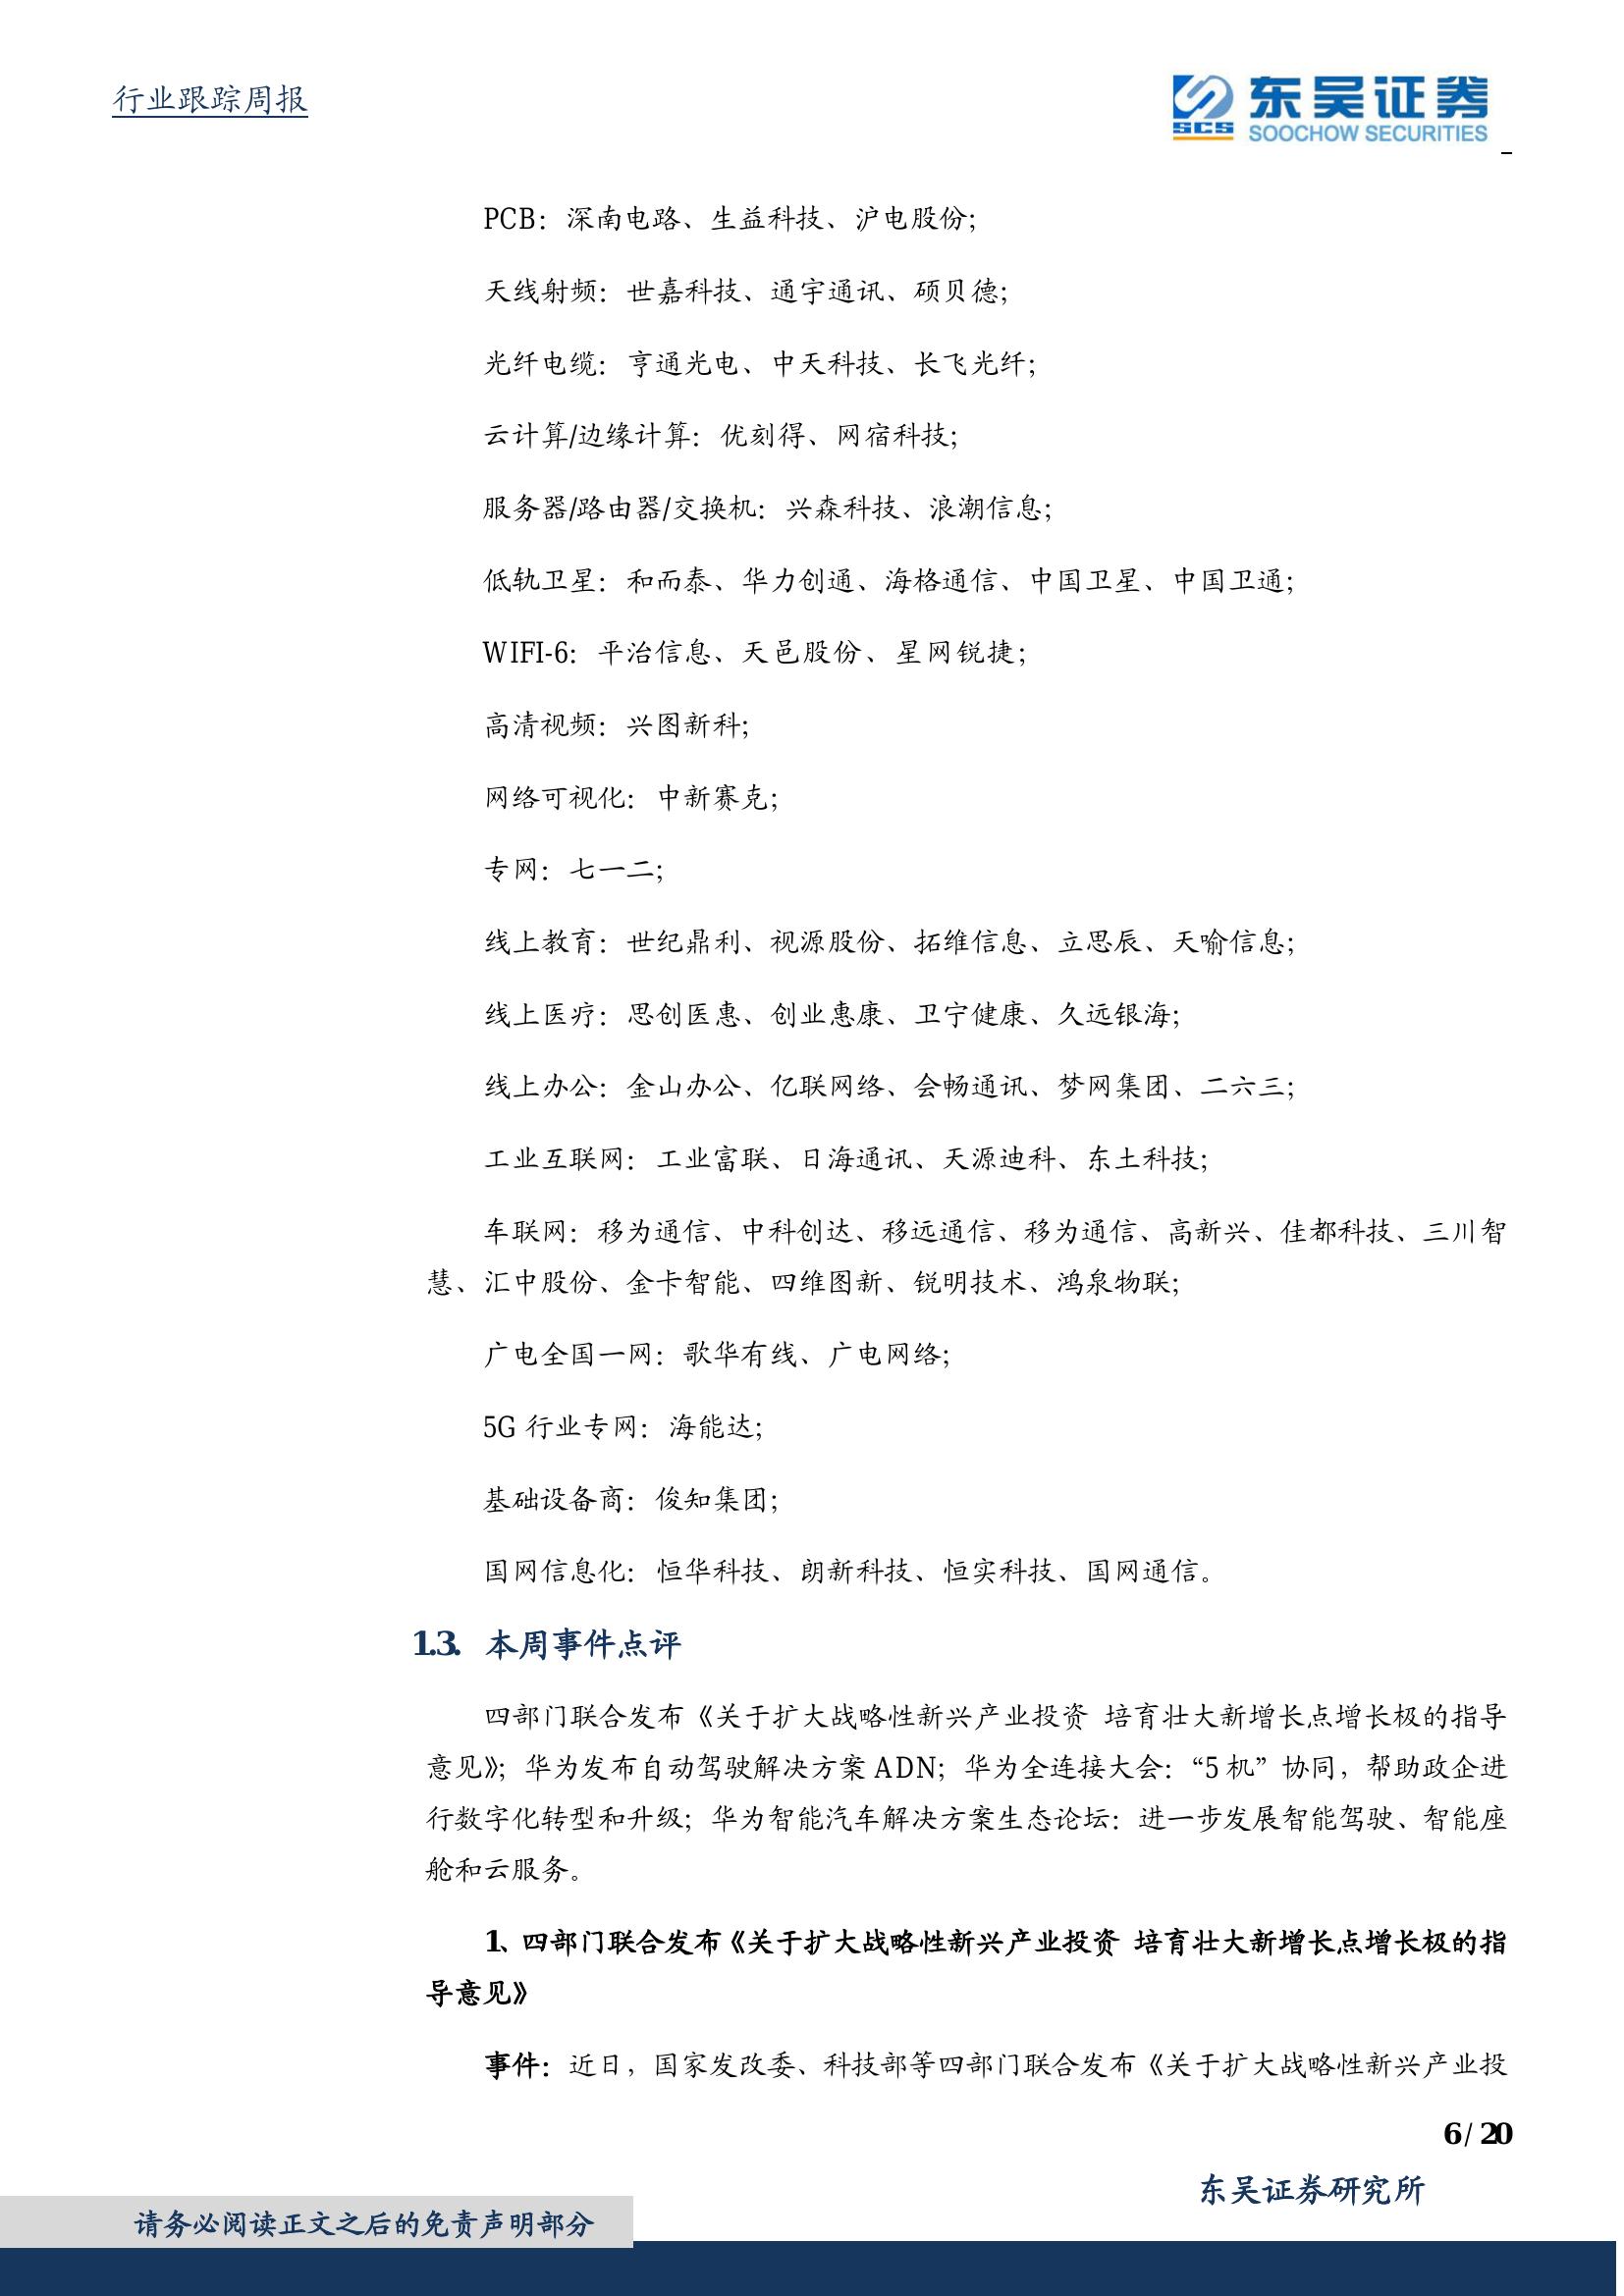 行业跟踪周报
东吴证券
SCS
SOOCHOW SECURITIES
PCB：深南电路、生益科技、沪电股份；
天线射频：世嘉科技、通宇通讯、硕贝德；
光纤电缆：亨通光电、中天科技、长飞光纤；
云计算/边缘计算：优刻得、网宿科技；
服务器/路由器/交换机：兴森科技、浪潮信息；
低轨卫星：和而泰、华力创通、海格通信、中国卫星、中国卫通；
WIFI-6：平治信息、天邑股份、星网锐捷；
高清视频：兴图新科；
网络可视化：中新赛克；
专网：七一二；
线上教育：世纪鼎利、视源股份、拓维信息、立思辰、天喻信息；
线上医疗：思创医惠、创业惠康、卫宁健康、久远银海；
线上办公：金山办公、亿联网络、会畅通讯、梦网集团、二六三；
工业互联网：工业富联、日海通讯、天源迪科、东土科技；
车联网：移为通信、中科创达、移远通信、移为通信、高新兴、佳都科技、三川智
慧、汇中股份、金卡智能、四维图新、锐明技术、鸿泉物联；
广电全国一网：歌华有线、广电网络；
5G 行业专网：海能达；
基础设备商：俊知集团；
国网信息化：恒华科技、朗新科技、恒实科技、国网通信。
1.3. 本周事件点评
四部门联合发布《关于扩大战略性新兴产业投资 培育壮大新增长点增长极的指导
意见》；华为发布自动驾驶解决方案 ADN；华为全连接大会：“5 机”协同，帮助政企进
行数字化转型和升级；华为智能汽车解决方案生态论坛：进一步发展智能驾驶、智能座
舱和云服务。
1、四部门联合发布《关于扩大战略性新兴产业投资 培育壮大新增长点增长极的指
导意见》
事件：近日，国家发改委、科技部等四部门联合发布《关于扩大战略性新兴产业投
6 / 20
东吴证券研究所
请务必阅读正文之后的免责声明部分